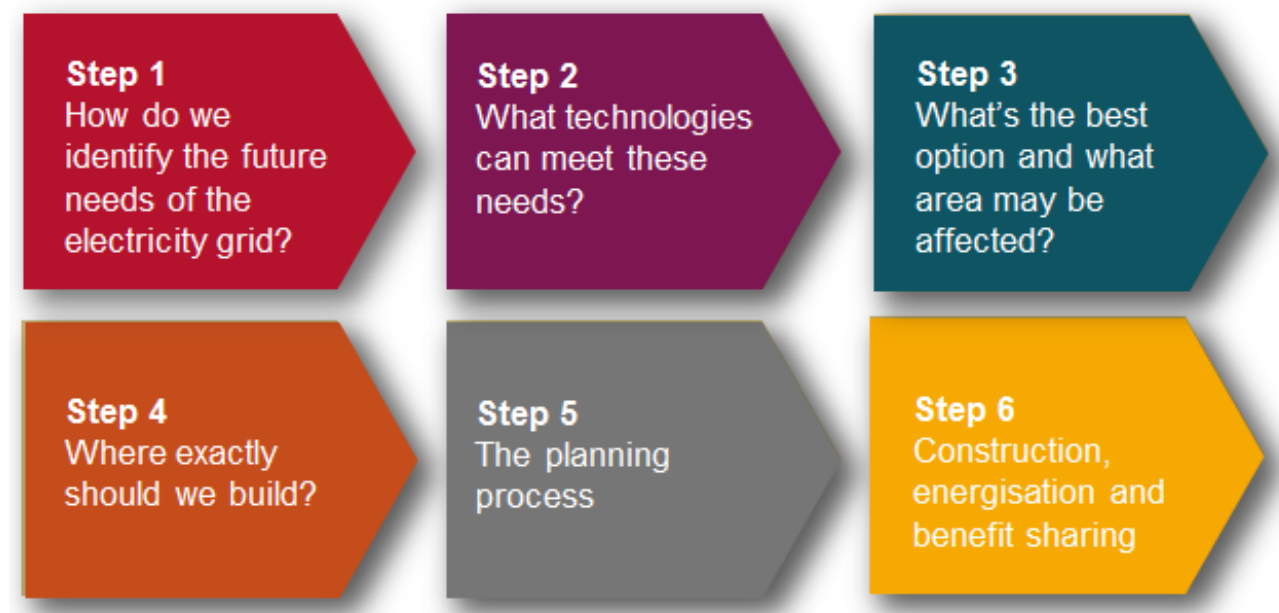 Step 1
How do we
identify the future
needs of the
electricity grid?
Step 2
What technologies
can meet these
needs?
Step 3
What's the best
option and what
area may be
affected?
Step 4
Where exactly
should we build?
Step 5
The planning
process
Step 6
Construction,
energisation and
benefit sharing